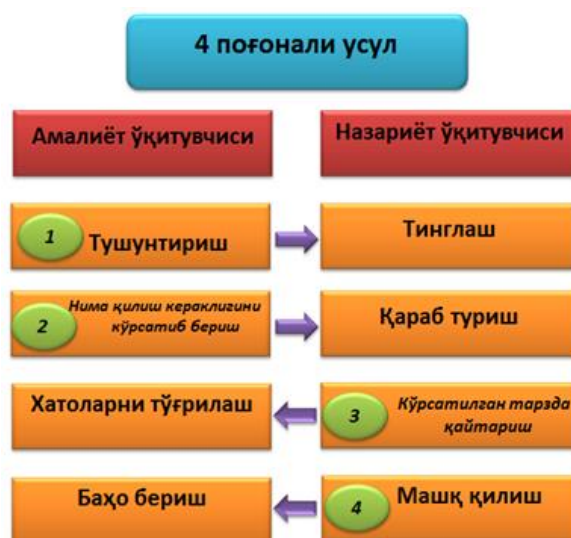 4 поғонали усул
Амалиёт ўқитувчиси
Назариёт ўқитувчиси
1
Тушунтириш
Тинглаш
2
Нима қилиш кераклигини
кўрсатиб бериш
Қараб туриш
Хатоларни тўғрилаш
3
Кўрсатилган тарзда
қайтариш
Баҳо бериш
4
Машқ қилиш